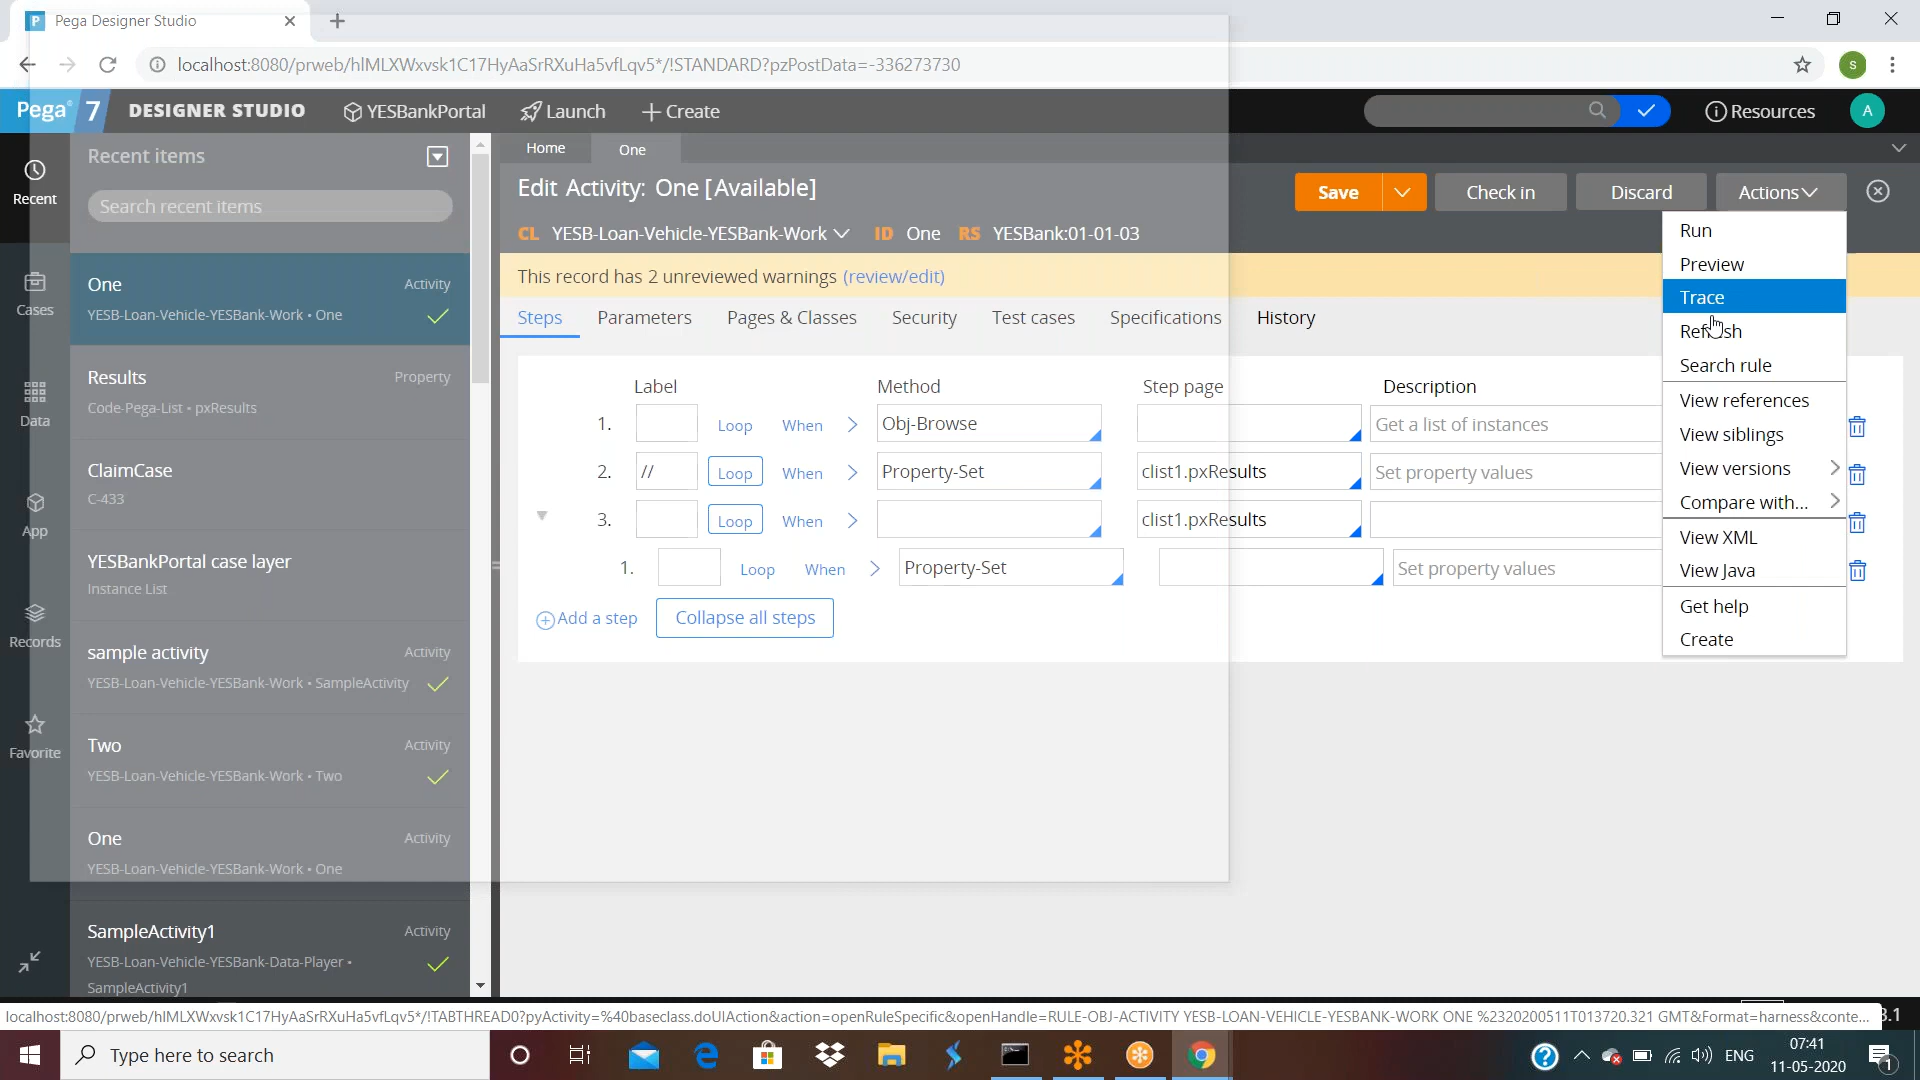 Pega Designer Studio
localhost:8080/prweb/hIMLXWxvsk1C17HyAaSrRXuHa5vfLqv5*/!STANDARD?pzPostData=-336273730
s
Pega 7 DESIGNER STUDIO YESBankPortal Launch Create Resources A
Recent items
Search recent items
Recent
Cases
Data
App
Records
Favorite
One Activity
YESB-Loan-Vehicle-YESBank-Work • One
Results Property
Code-Pega-List • pxResults
ClaimCase
C-433
YESBankPortal case layer
Instance List
sample activity Activity
YESB-Loan-Vehicle-YESBank-Work • SampleActivity
Two Activity
YESB-Loan-Vehicle-YESBank-Work • Two
One Activity
YESB-Loan-Vehicle-YESBank-Work • One
SampleActivity1 Activity
YESB-Loan-Vehicle-YESBank-Data-Player •
SampleActivity1
Home One
Edit Activity: One [Available]
Save Check in Discard Actions
CL YESB-Loan-Vehicle-YESBank-Work ID One RS YESBank:01-01-03
This record has 2 unreviewed warnings (review/edit)
Steps Parameters Pages & Classes Security Test cases Specifications History
Label Method Step page Description
1. Loop When Obj-Browse Get a list of instances
2. // Loop When Property-Set clist1.pxResults Set property values
3. Loop When clist1.pxResults
1. Loop When Property-Set Set property values
Add a step Collapse all steps
Run
Preview
Trace
Refresh
Search rule
View references
View siblings
View versions
Compare with...
View XML
View Java
Get help
Create
localhost:8080/prweb/hIMLXWxvsk1C17HyAaSrRXuHa5vfLqv5*/!TABTHREAD0?pyActivity=%40baseclass.doUIAction&action=openRuleSpecific&openHandle=RULE-OBJ-ACTIVITY YESB-LOAN-VEHICLE-YESBANK-WORK ONE %2320200511T013720.321 GMT&Format=harness&conte...
Type here to search
ENG
07:41
11-05-2020
1